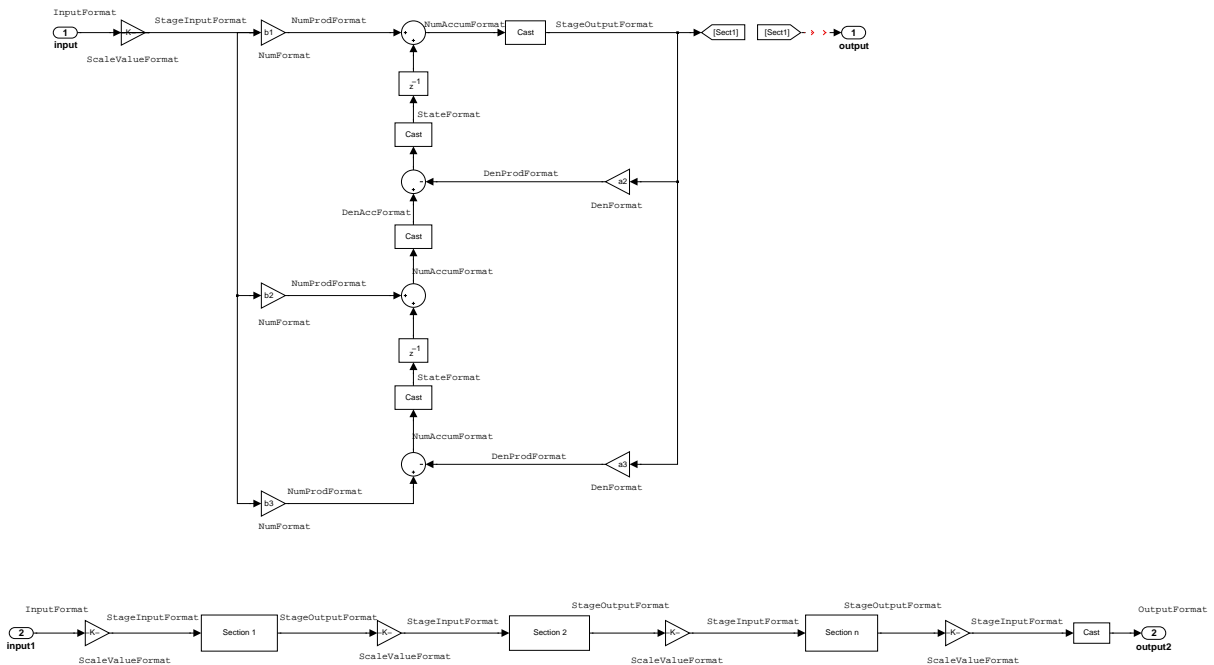 InputFormat
StageInputFormat
NumProdFormat
NumAccumFormat
StageOutputFormat
1
-K-
b1
+
+
Cast
[Sect1]
[Sect1]
1
input
output
ScaleValueFormat
NumFormat
z-1
StateFormat
Cast
DenProdFormat
-
+
a2
DenAccFormat
DenFormat
Cast
NumAccumFormat
NumProdFormat
b2
+
+
NumFormat
z-1
StateFormat
Cast
NumAccumFormat
DenProdFormat
-
+
a3
NumProdFormat
DenFormat
b3
NumFormat
InputFormat
StageInputFormat
StageOutputFormat
StageInputFormat
StageOutputFormat
StageInputFormat
StageOutputFormat
StageInputFormat
OutputFormat
2
-K-
Section 1
-K-
Section 2
-K-
Section n
-K-
Cast
2
input1
output2
ScaleValueFormat
ScaleValueFormat
ScaleValueFormat
ScaleValueFormat